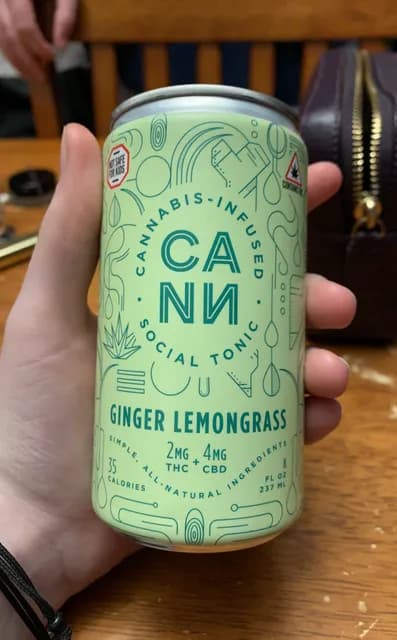 NOT SAFE
FOR KIDS
CANNABIS-INFUSED
CA
NN
SOCIAL TONIC
GINGER LEMONGRASS
SIMPLE, ALL-NATURAL INGREDIENTS
2MG + 4MG
THC CBD
35
CALORIES
8
FL OZ
237 ML